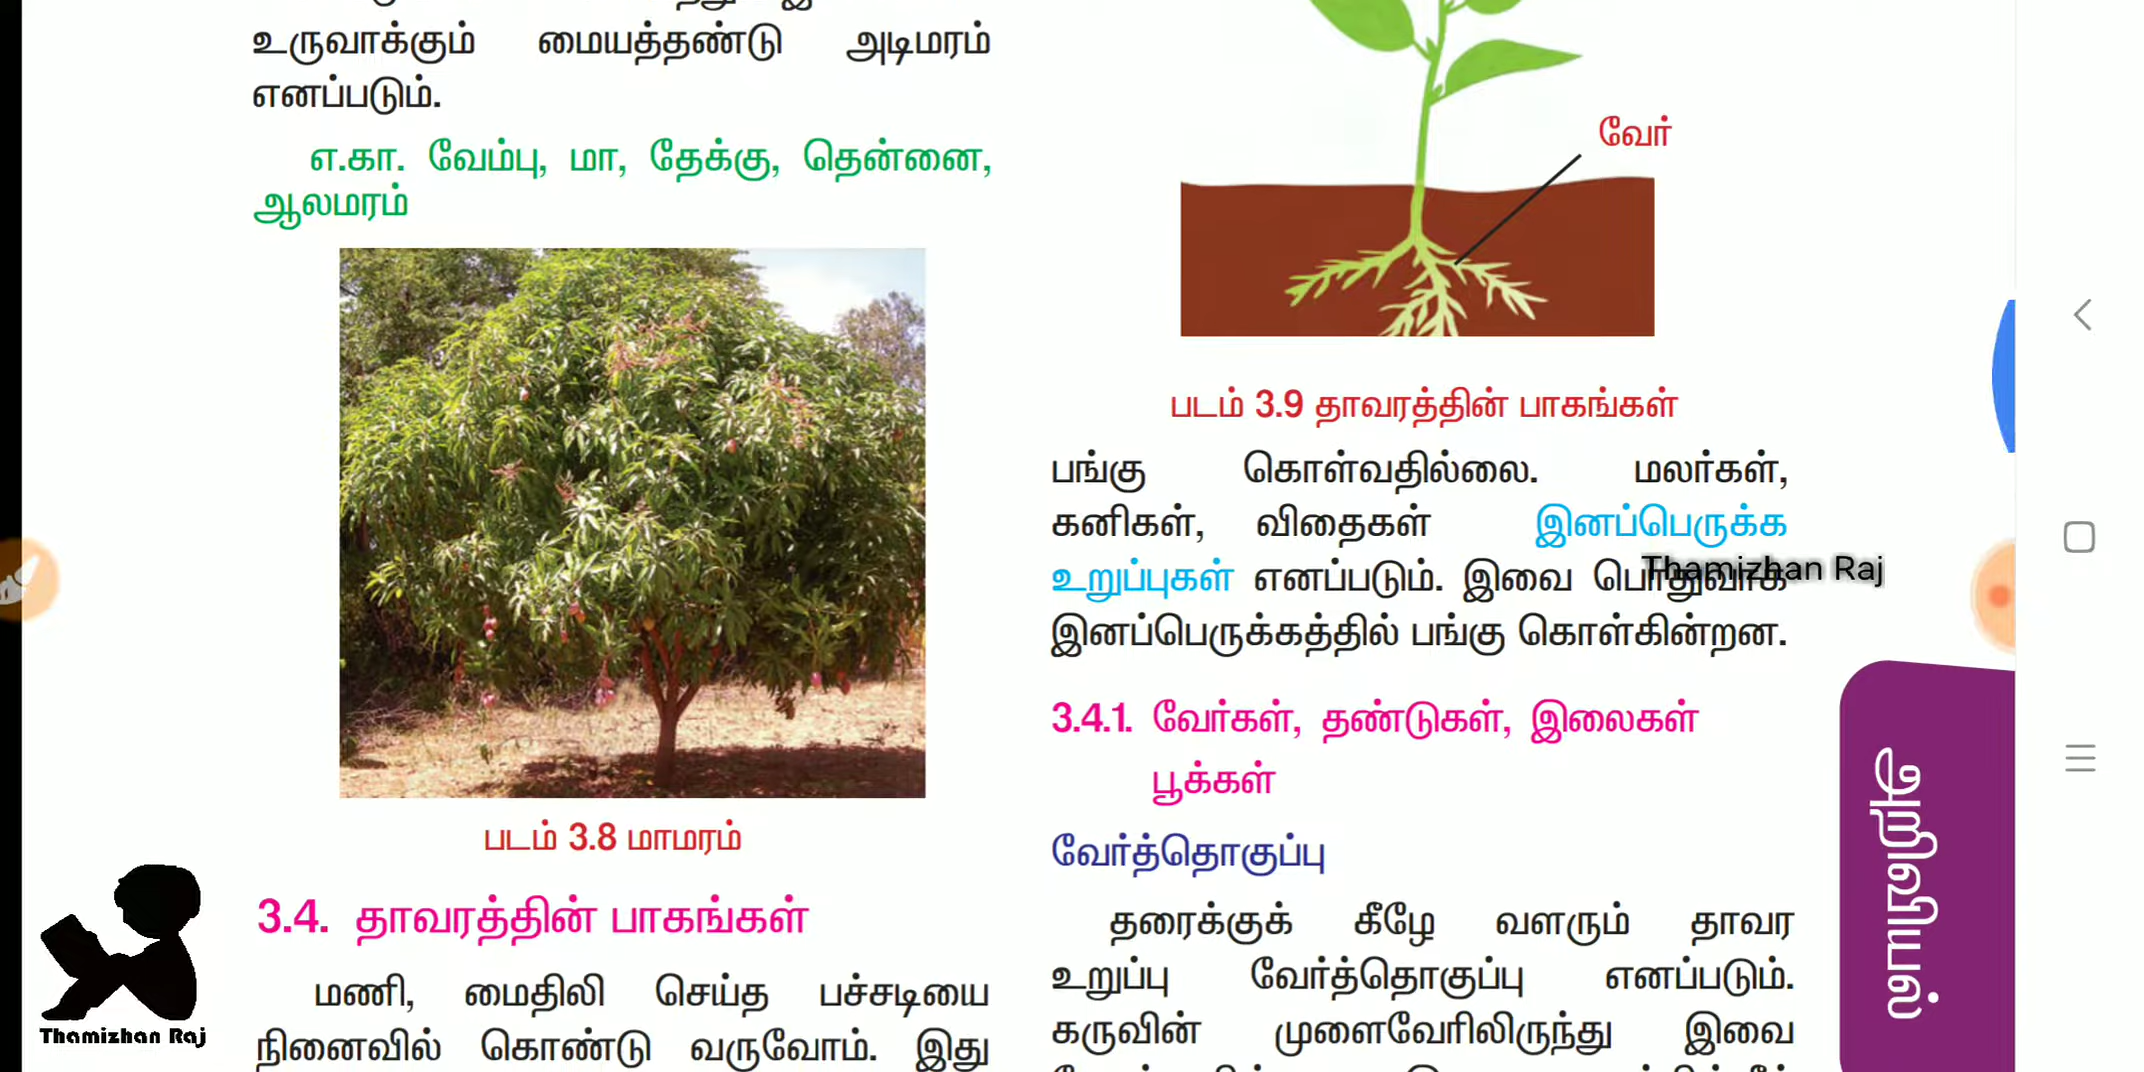 உருவாக்கும் மையத்தண்டு அடிமரம்
எனப்படும்.
எ.கா. வேம்பு, மா, தேக்கு, தென்னை,
ஆலமரம்
படம் 3.8 மாமரம்
3.4. தாவரத்தின் பாகங்கள்
மணி, மைதிலி செய்த பச்சடியை
நினைவில் கொண்டு வருவோம். இது
வேர்
படம் 3.9 தாவரத்தின் பாகங்கள்
பங்கு கொள்வதில்லை. மலர்கள்,
கனிகள், விதைகள் இனப்பெருக்க
உறுப்புகள் எனப்படும். இவை பொதுவாக
இனப்பெருக்கத்தில் பங்கு கொள்கின்றன.
3.4.1. வேர்கள், தண்டுகள், இலைகள்
பூக்கள்
வேர்த்தொகுப்பு
தரைக்குக் கீழே வளரும் தாவர
உறுப்பு வேர்த்தொகுப்பு எனப்படும்.
கருவின் முளைவேரிலிருந்து இவை
அறிவியல்
Thamizhan Raj
Thamizhan Raj